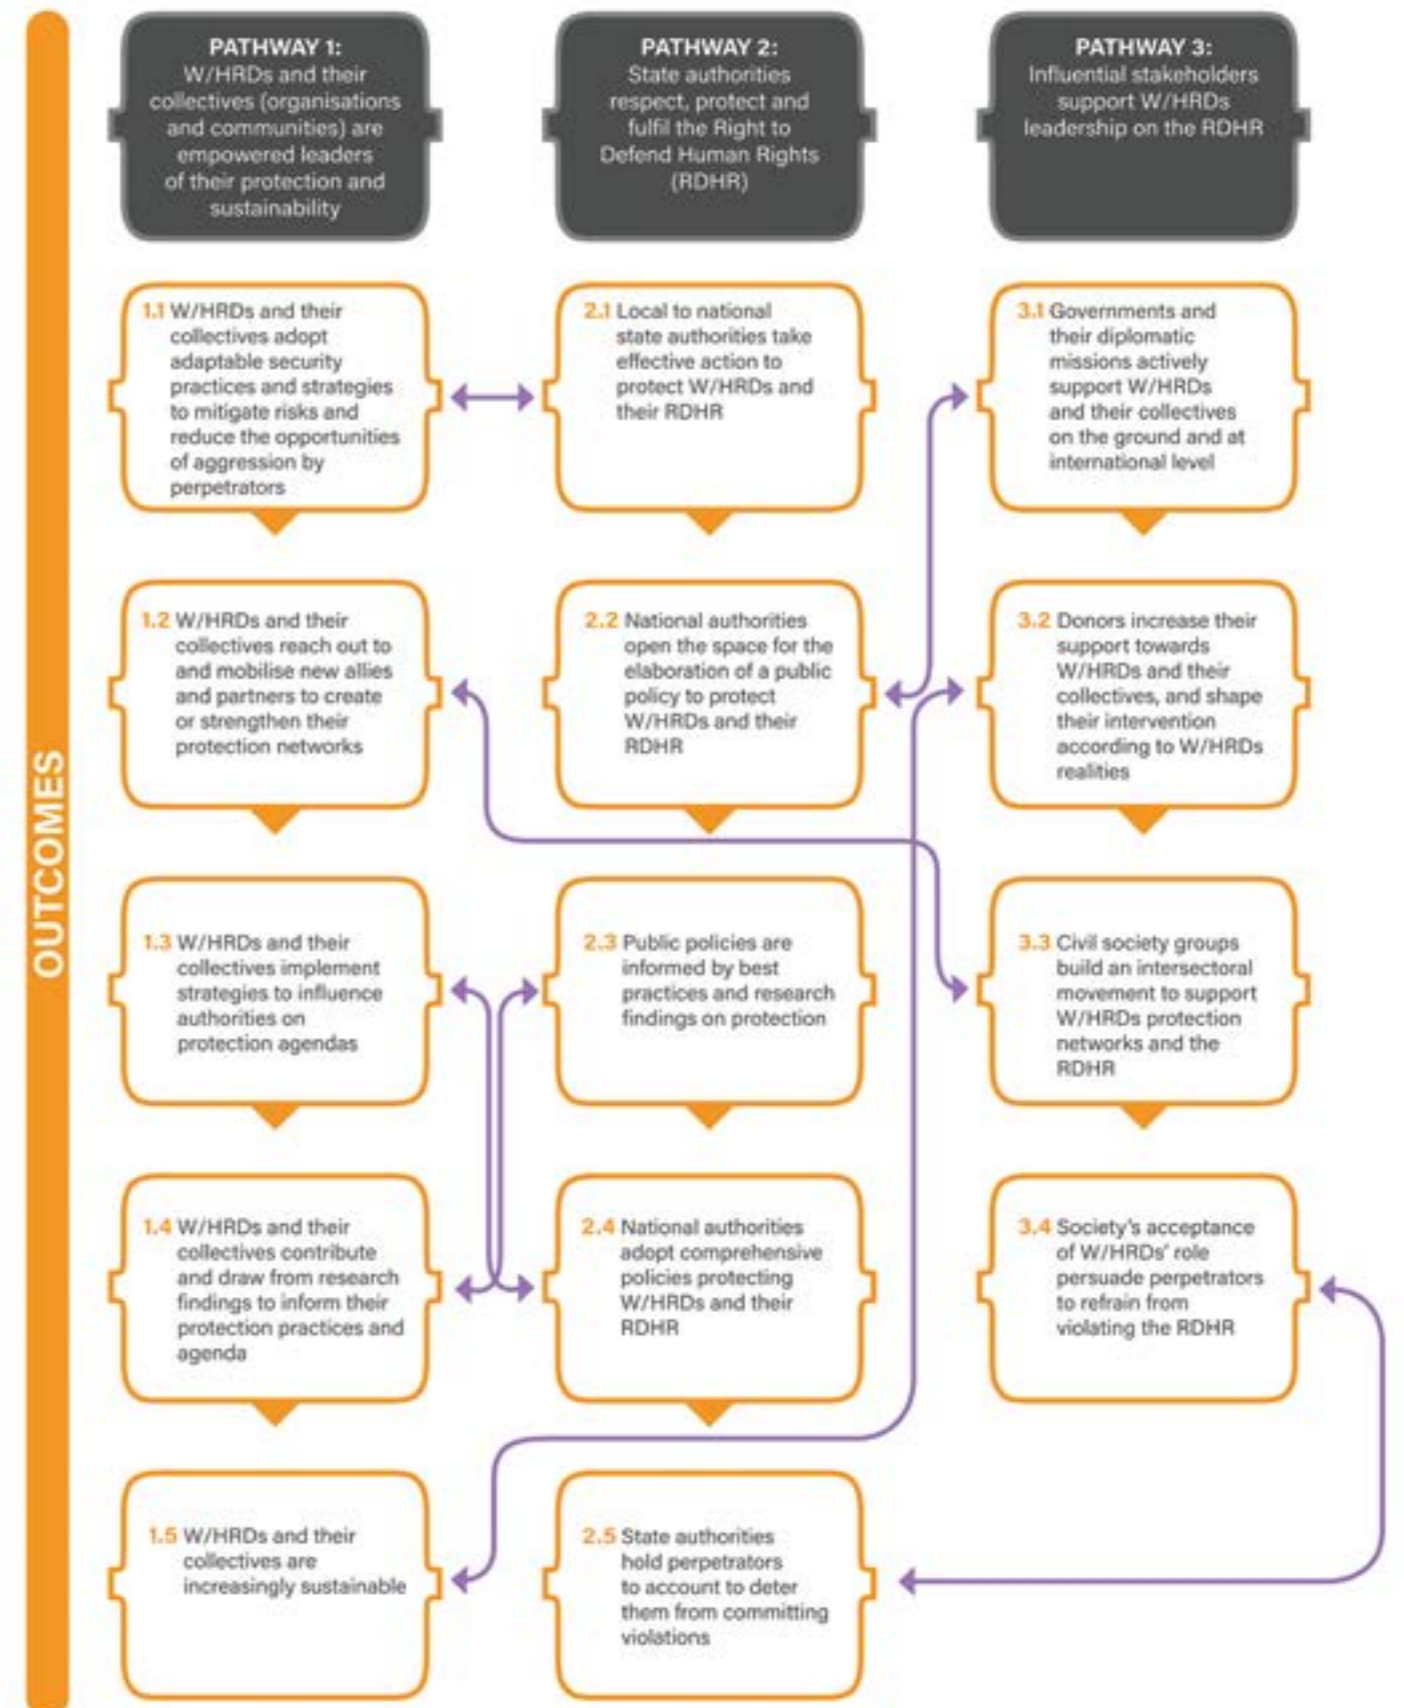 OUTCOMES
PATHWAY 1:
W/HRDs and their
collectives (organisations
and communities) are
empowered leaders
of their protection and
sustainability
PATHWAY 2:
State authorities
respect, protect and
fulfil the Right to
Defend Human Rights
(RDHR)
PATHWAY 3:
Influential stakeholders
support W/HRDs
leadership on the RDHR
1.1 W/HRDs and their
collectives adopt
adaptable security
practices and strategies
to mitigate risks and
reduce the opportunities
of aggression by
perpetrators
2.1 Local to national
state authorities take
effective action to
protect W/HRDs and
their RDHR
3.1 Governments and
their diplomatic
missions actively
support W/HRDs
and their collectives
on the ground and at
international level
1.2 W/HRDs and their
collectives reach out to
and mobilise new allies
and partners to create
or strengthen their
protection networks
2.2 National authorities
open the space for the
elaboration of a public
policy to protect
W/HRDs and their
RDHR
3.2 Donors increase their
support towards
W/HRDs and their
collectives, and shape
their intervention
according to W/HRDs
realities
1.3 W/HRDs and their
collectives implement
strategies to influence
authorities on
protection agendas
2.3 Public policies are
informed by best
practices and research
findings on protection
3.3 Civil society groups
build an intersectoral
movement to support
W/HRDs protection
networks and the
RDHR
1.4 W/HRDs and their
collectives contribute
and draw from research
findings to inform their
protection practices and
agenda
2.4 National authorities
adopt comprehensive
policies protecting
W/HRDs and their
RDHR
3.4 Society's acceptance
of W/HRDs' role
persuade perpetrators
to refrain from
violating the RDHR
1.5 W/HRDs and their
collectives are
increasingly sustainable
2.5 State authorities
hold perpetrators
to account to deter
them from committing
violations